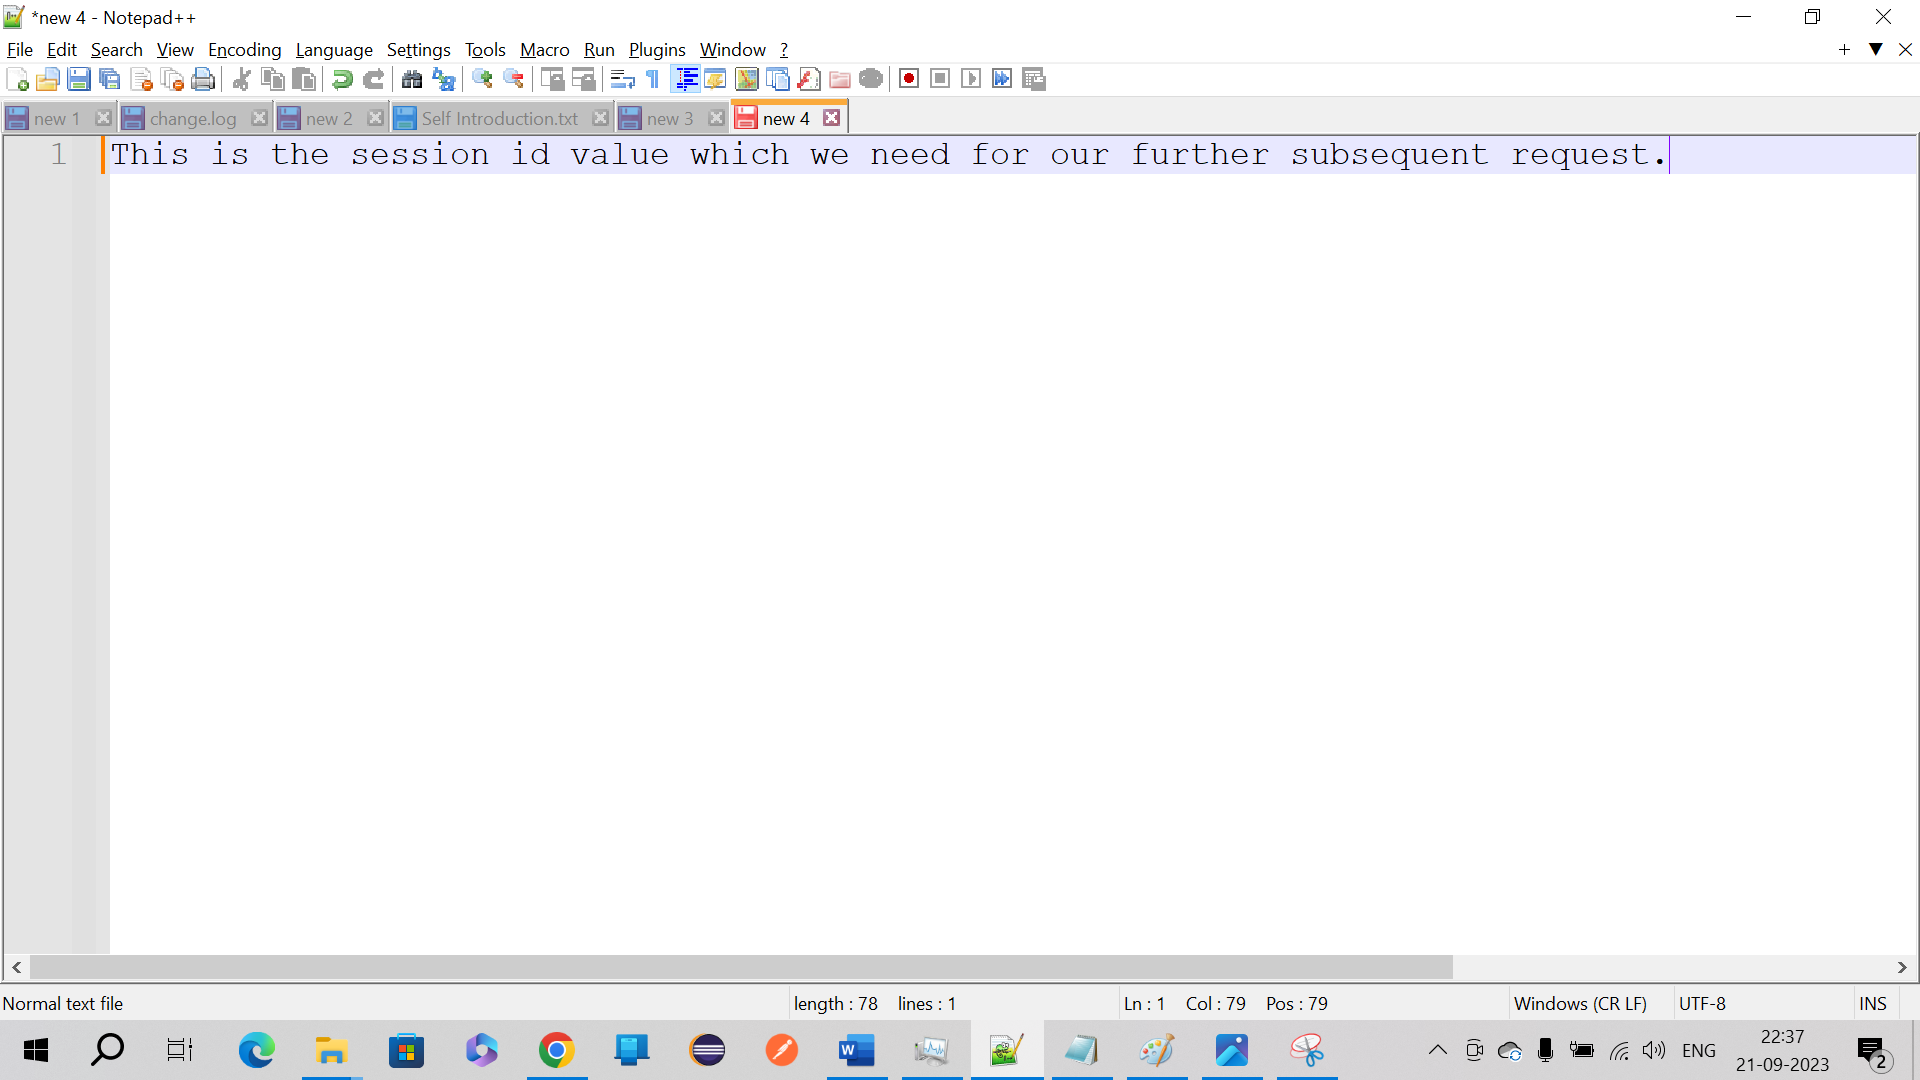 *new 4 - Notepad++
File Edit Search View Encoding Language Settings Tools Macro Run Plugins Window ?
new 1 change.log new 2 Self Introduction.txt new 3 new 4
1 This is the session id value which we need for our further subsequent request.
Normal text file length : 78 lines : 1 Ln : 1 Col : 79 Pos : 79 Windows (CR LF) UTF-8 INS
W ENG 22:37 2
21-09-2023